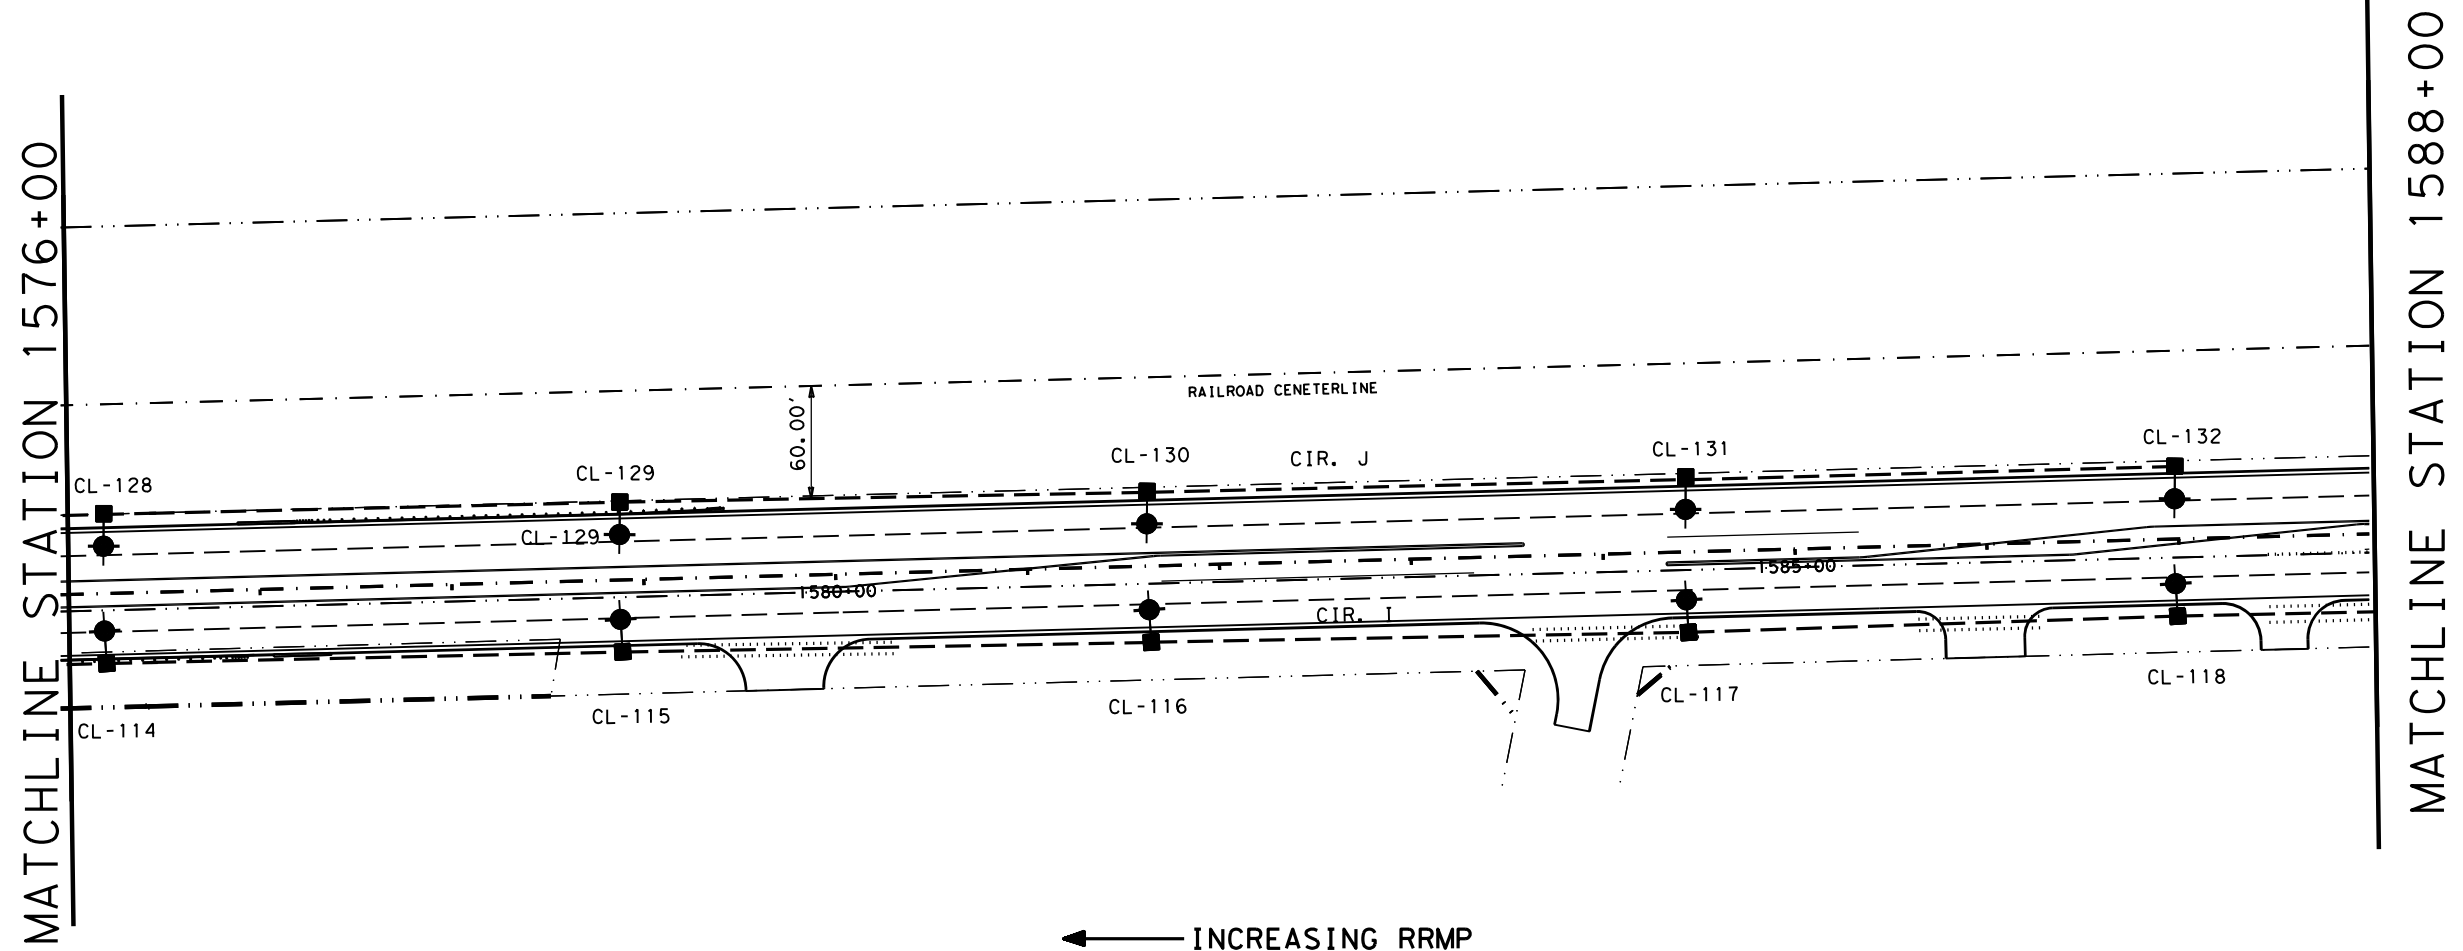 MATCHLINE STATION 1576+00
MATCHLINE STATION 1588+00
RAILROAD CENETERLINE
60.00'
CL-128
CL-129
CL-130
CIR. J
CL-131
CL-132
CL-129
1580+00
1585+00
CIR. I
CL-114
CL-115
CL-116
CL-117
CL-118
INCREASING RRMP